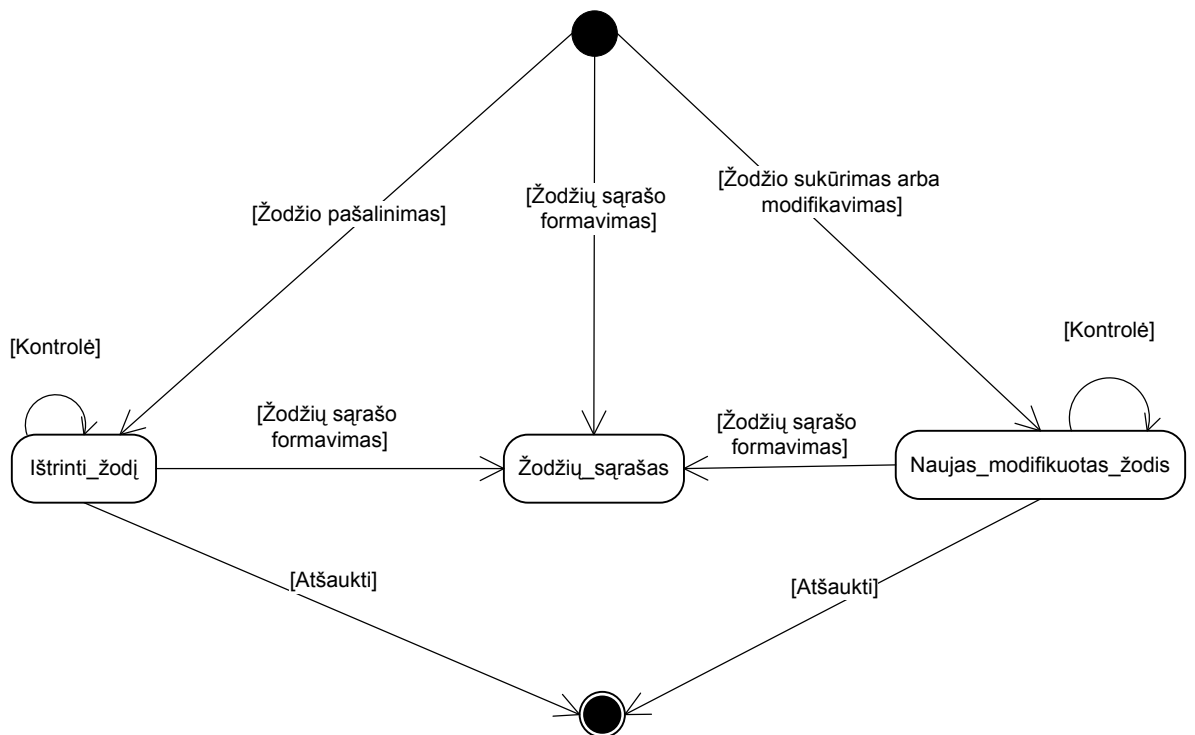 [Žodžio sukūrimas arba
modifikavimas]
[Žodžių sąrašo
formavimas]
[Žodžio pašalinimas]
[Kontrolė]
[Kontrolė]
[Žodžių sąrašo
formavimas]
[Žodžių sąrašo
formavimas]
Ištrinti_žodį
Žodžių_sąrašas
Naujas_modifikuotas_žodis
[Atšaukti]
[Atšaukti]